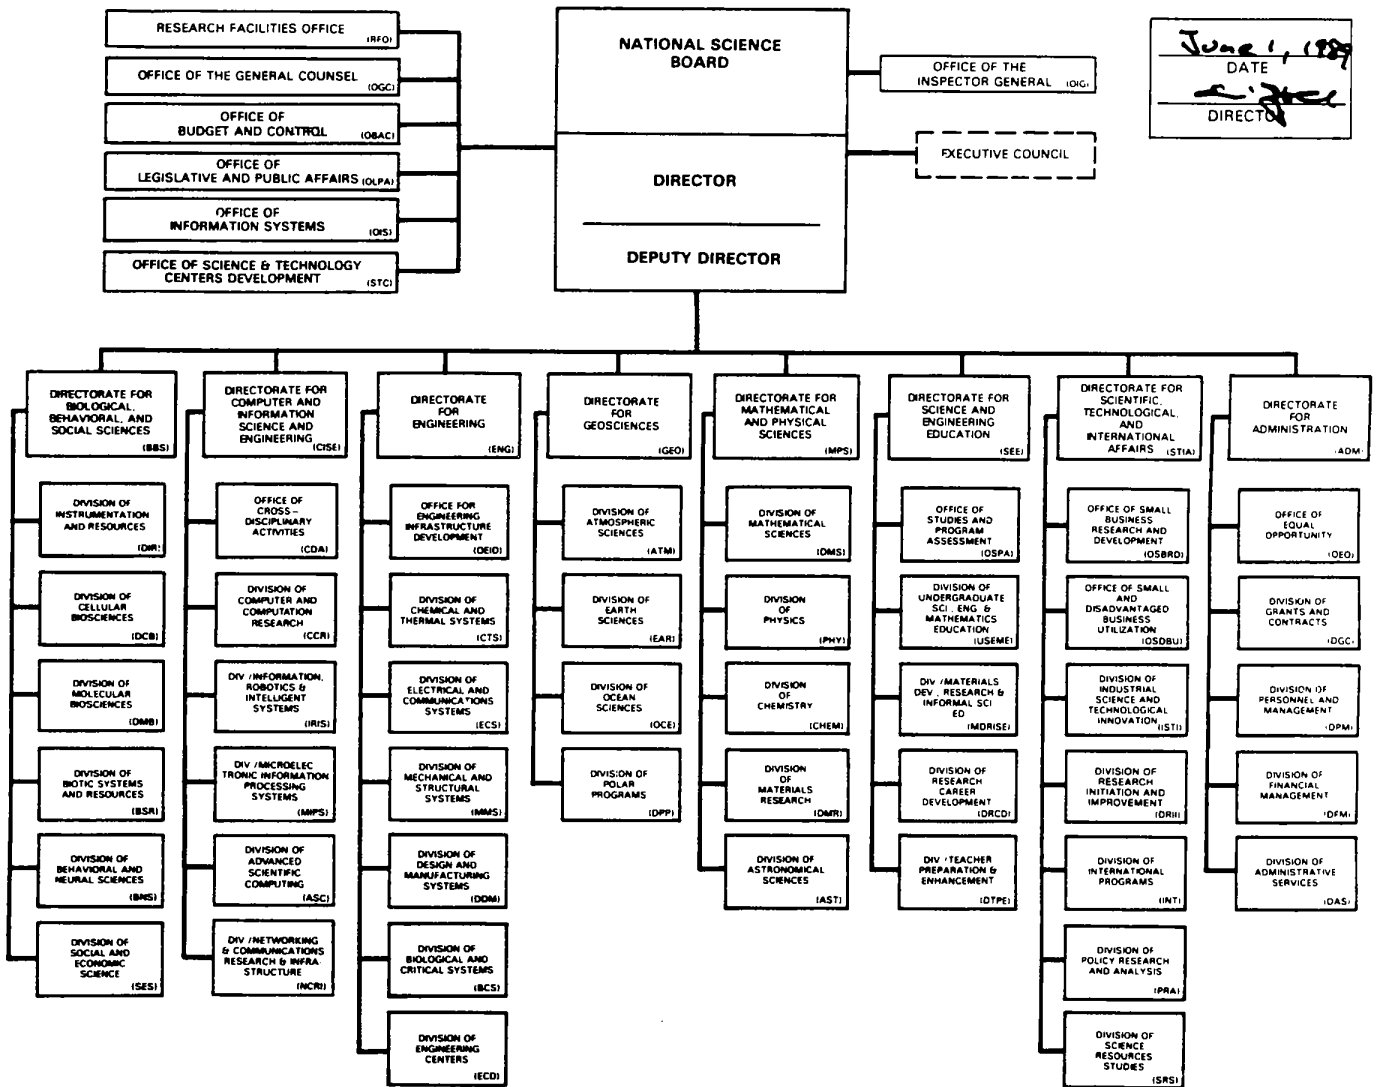 RESEARCH FACILITIES OFFICE
(RFO)
OFFICE OF THE GENERAL COUNSEL
(OGC)
OFFICE OF
BUDGET AND CONTROL (OBAC)
OFFICE OF
LEGISLATIVE AND PUBLIC AFFAIRS (OLPA)
OFFICE OF
INFORMATION SYSTEMS
(OIS)
OFFICE OF SCIENCE & TECHNOLOGY
CENTERS DEVELOPMENT
(STC)
NATIONAL SCIENCE
BOARD
DIRECTOR
DEPUTY DIRECTOR
OFFICE OF THE
INSPECTOR GENERAL (OIG)
EXECUTIVE COUNCIL
June 1, 1989
DATE
DIRECTOR
DIRECTORATE FOR
BIOLOGICAL,
BEHAVIORAL, AND
SOCIAL SCIENCES
(BBS)
DIVISION OF
INSTRUMENTATION
AND RESOURCES
(DIR)
DIVISION OF
CELLULAR
BIOSCIENCES
(DCB)
DIVISION OF
MOLECULAR
BIOSCIENCES
(DMB)
DIVISION OF
BIOTIC SYSTEMS
AND RESOURCES
(BSR)
DIVISION OF
BEHAVIORAL AND
NEURAL SCIENCES
(BNS)
DIVISION OF
SOCIAL AND
ECONOMIC
SCIENCE
(SES)
DIRECTORATE FOR
COMPUTER AND
INFORMATION
SCIENCE AND
ENGINEERING
(CISE)
OFFICE OF
CROSS-
DISCIPLINARY
ACTIVITIES
(CDA)
DIVISION OF
COMPUTER AND
COMPUTATION
RESEARCH
(CCR)
DIV /INFORMATION,
ROBOTICS &
INTELLIGENT
SYSTEMS
(IRIS)
DIV /MICROELEC
TRONIC INFORMATION
PROCESSING
SYSTEMS
(MIPS)
DIVISION OF
ADVANCED
SCIENTIFIC
COMPUTING
(ASC)
DIV /NETWORKING
& COMMUNICATIONS
RESEARCH & INFRA-
STRUCTURE
(NCRI)
DIRECTORATE
FOR
ENGINEERING
(ENG)
OFFICE FOR
ENGINEERING
INFRASTRUCTURE
DEVELOPMENT
(OEID)
DIVISION OF
CHEMICAL AND
THERMAL SYSTEMS
(CTS)
DIVISION OF
ELECTRICAL AND
COMMUNICATIONS
SYSTEMS
(ECS)
DIVISION OF
MECHANICAL AND
STRUCTURAL
SYSTEMS
(MMS)
DIVISION OF
DESIGN AND
MANUFACTURING
SYSTEMS
(DDM)
DIVISION OF
BIOLOGICAL AND
CRITICAL SYSTEMS
(BCS)
DIVISION OF
ENGINEERING
CENTERS
(ECD)
DIRECTORATE
FOR
GEOSCIENCES
(GEO)
DIVISION OF
ATMOSPHERIC
SCIENCES
(ATM)
DIVISION OF
EARTH
SCIENCES
(EAR)
DIVISION OF
OCEAN
SCIENCES
(OCE)
DIVISION OF
POLAR
PROGRAMS
(DPP)
DIRECTORATE FOR
MATHEMATICAL
AND PHYSICAL
SCIENCES
(MPS)
DIVISION OF
MATHEMATICAL
SCIENCES
(DMS)
DIVISION
OF
PHYSICS
(PHY)
DIVISION
OF
CHEMISTRY
(CHEM)
DIVISION
OF
MATERIALS
RESEARCH
(DMR)
DIVISION OF
ASTRONOMICAL
SCIENCES
(AST)
DIRECTORATE FOR
SCIENCE AND
ENGINEERING
EDUCATION
(SEE)
OFFICE OF
STUDIES AND
PROGRAM
ASSESSMENT
(OSPA)
DIVISION OF
UNDERGRADUATE
SCI , ENG. &
MATHEMATICS
EDUCATION
(USEME)
DIV /MATERIALS
DEV., RESEARCH &
INFORMAL SCI
ED
(MDRISE)
DIVISION OF
RESEARCH
CAREER
DEVELOPMENT
(DRCD)
DIV /TEACHER
PREPARATION &
ENHANCEMENT
(DTPE)
DIRECTORATE FOR
SCIENTIFIC,
TECHNOLOGICAL,
AND
INTERNATIONAL
AFFAIRS
(STIA)
OFFICE OF SMALL
BUSINESS
RESEARCH AND
DEVELOPMENT
(OSBRD)
OFFICE OF SMALL
AND
DISADVANTAGED
BUSINESS
UTILIZATION
(OSDBU)
DIVISION OF
INDUSTRIAL
SCIENCE AND
TECHNOLOGICAL
INNOVATION
(ISTI)
DIVISION OF
RESEARCH
INITIATION AND
IMPROVEMENT
(DRII)
DIVISION OF
INTERNATIONAL
PROGRAMS
(INT)
DIVISION OF
POLICY RESEARCH
AND ANALYSIS
(PRA)
DIVISION OF
SCIENCE
RESOURCES
STUDIES
(SRS)
DIRECTORATE
FOR
ADMINISTRATION
(ADM)
OFFICE OF
EQUAL
OPPORTUNITY
(OEO)
DIVISION OF
GRANTS AND
CONTRACTS
(DGC)
DIVISION OF
PERSONNEL AND
MANAGEMENT
(DPM)
DIVISION OF
FINANCIAL
MANAGEMENT
(DFM)
DIVISION OF
ADMINISTRATIVE
SERVICES
(DAS)